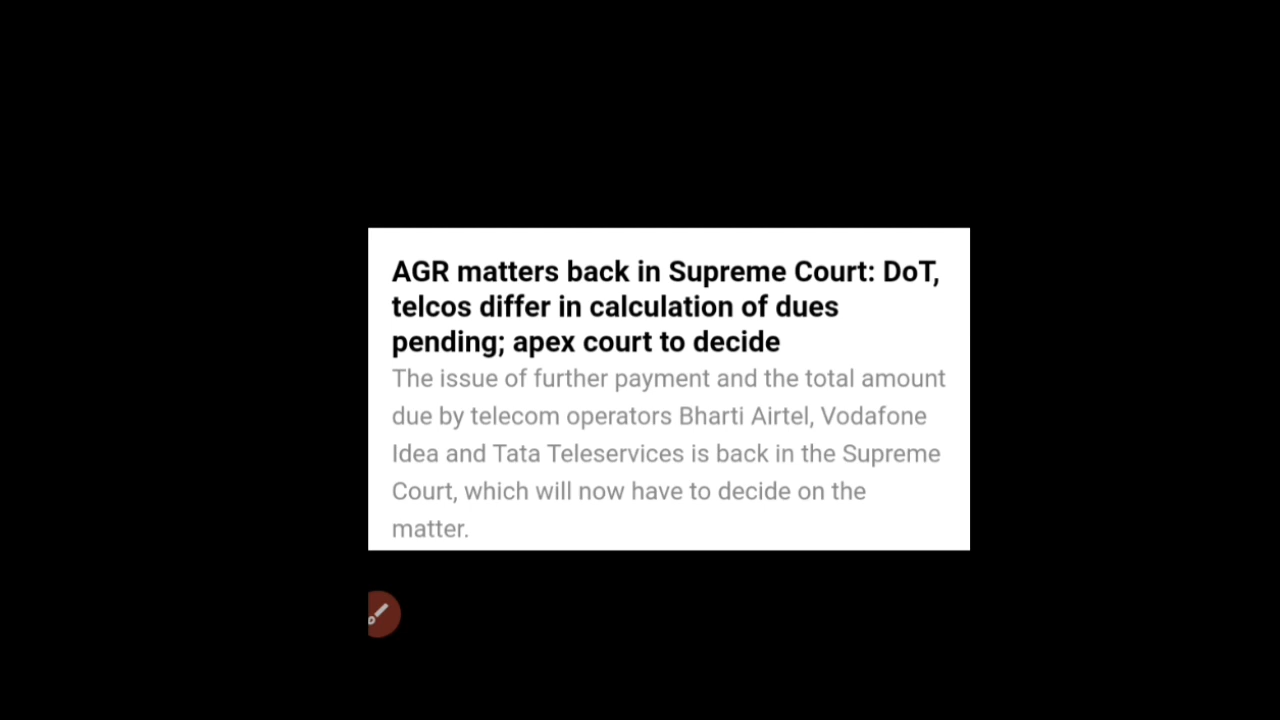 AGR matters back in Supreme Court: DoT,
telcos differ in calculation of dues
pending; apex court to decide
The issue of further payment and the total amount
due by telecom operators Bharti Airtel, Vodafone
Idea and Tata Teleservices is back in the Supreme
Court, which will now have to decide on the
matter.